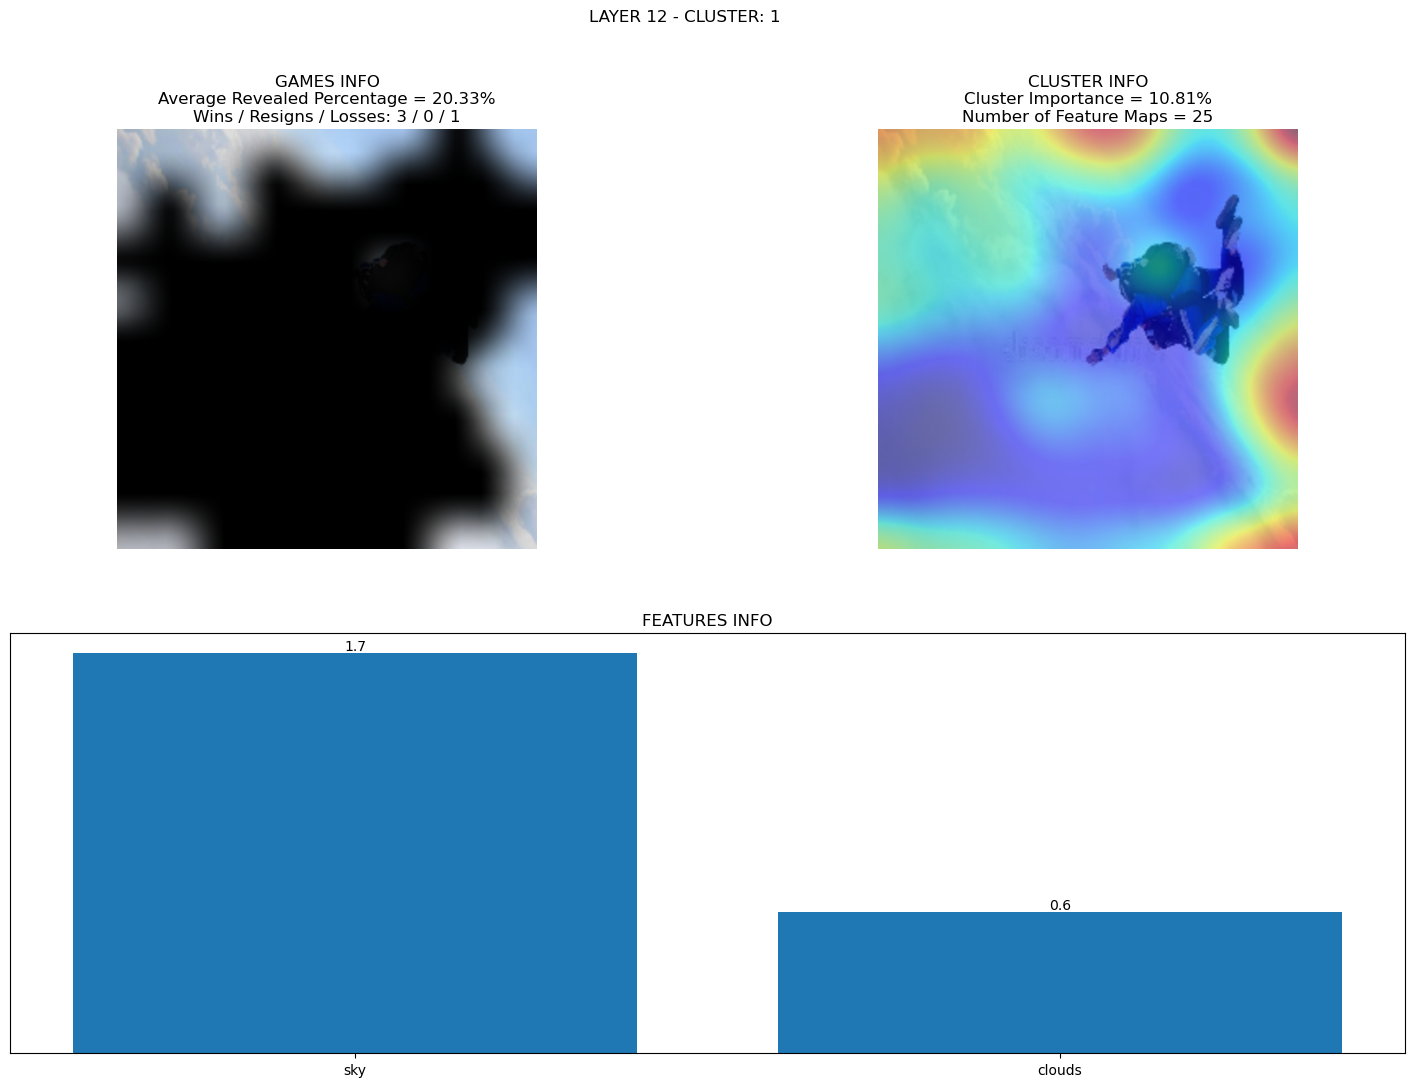 LAYER 12 - CLUSTER: 1
GAMES INFO
Average Revealed Percentage = 20.33%
Wins / Resigns / Losses: 3 / 0 / 1
CLUSTER INFO
Cluster Importance = 10.81%
Number of Feature Maps = 25
FEATURES INFO
1.7
0.6
sky
clouds